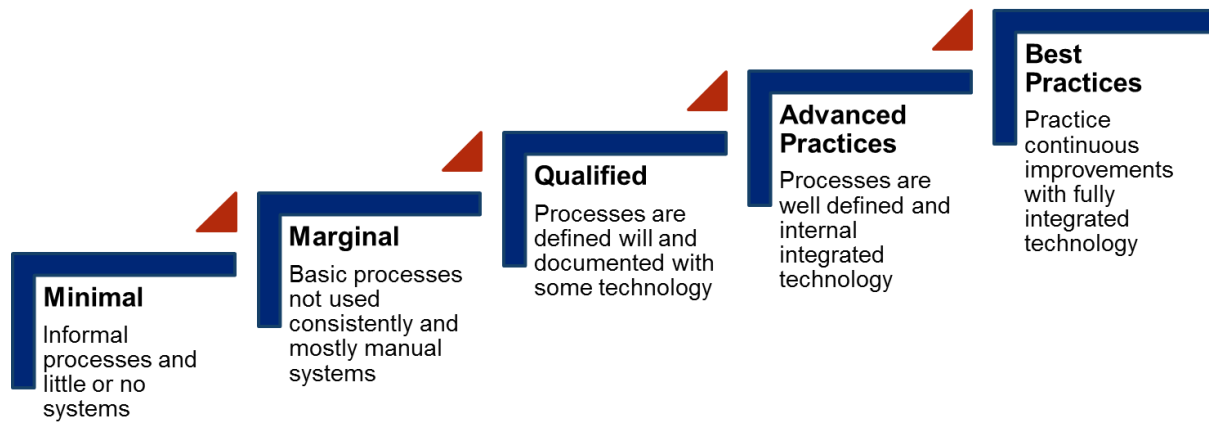 Minimal
Informal
processes and
little or no
systems
Marginal
Basic processes
not used
consistently and
mostly manual
systems
Qualified
Processes are
defined will and
documented with
some technology
Advanced
Practices
Processes are
well defined and
internal
integrated
technology
Best
Practices
Practice
continuous
improvements
with fully
integrated
technology